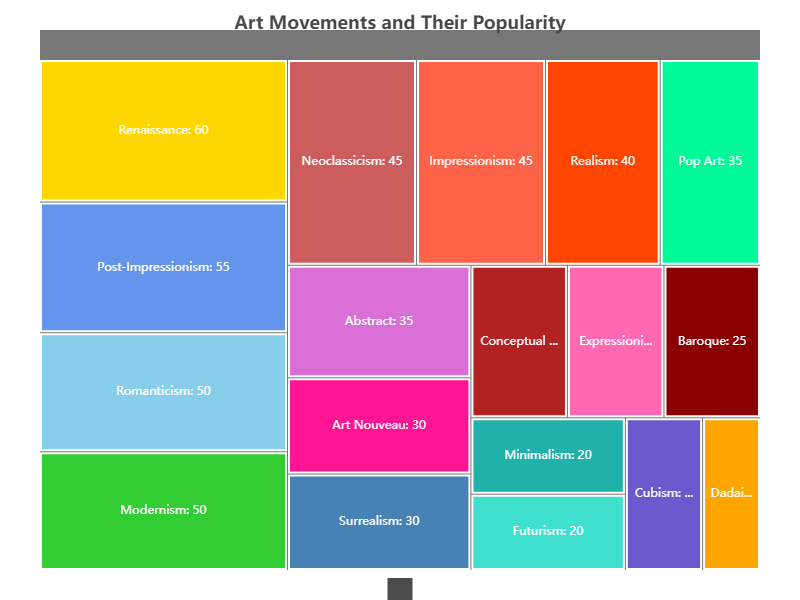 Art Movements and Their Popularity
Renaissance: 60
Neoclassicism: 45
Impressionism: 45
Realism: 40
Pop Art: 35
Post-Impressionism: 55
Abstract: 35
Conceptual ...
Expressioni...
Baroque: 25
Romanticism: 50
Art Nouveau: 30
Minimalism: 20
Cubism: ...
Dadai...
Modernism: 50
Surrealism: 30
Futurism: 20